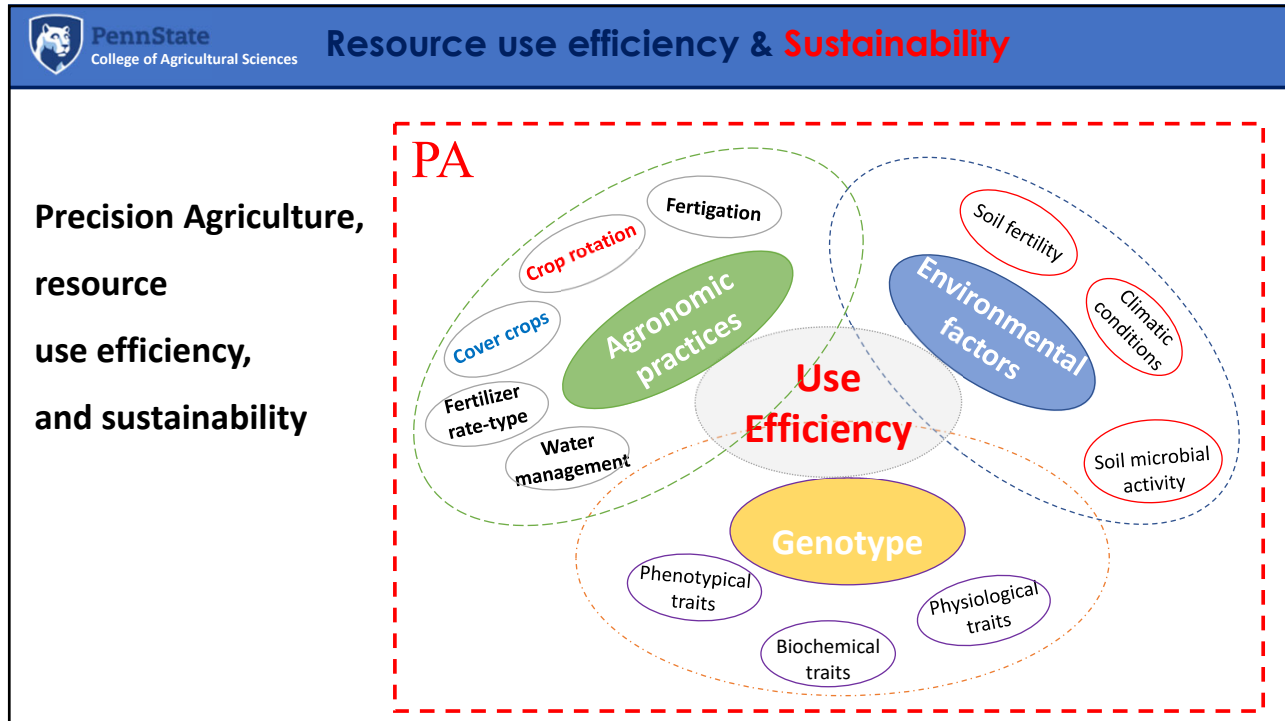 PennState
College of Agricultural Sciences
Resource use efficiency & Sustainability
Precision Agriculture,
resource
use efficiency,
and sustainability
PA
Fertigation
Crop rotation
Cover crops
Fertilizer
rate-type
Water
management
Agronomic
practices
Environmental
factors
Soil fertility
Climatic
conditions
Soil microbial
activity
Use
Efficiency
Genotype
Phenotypical
traits
Biochemical
traits
Physiological
traits